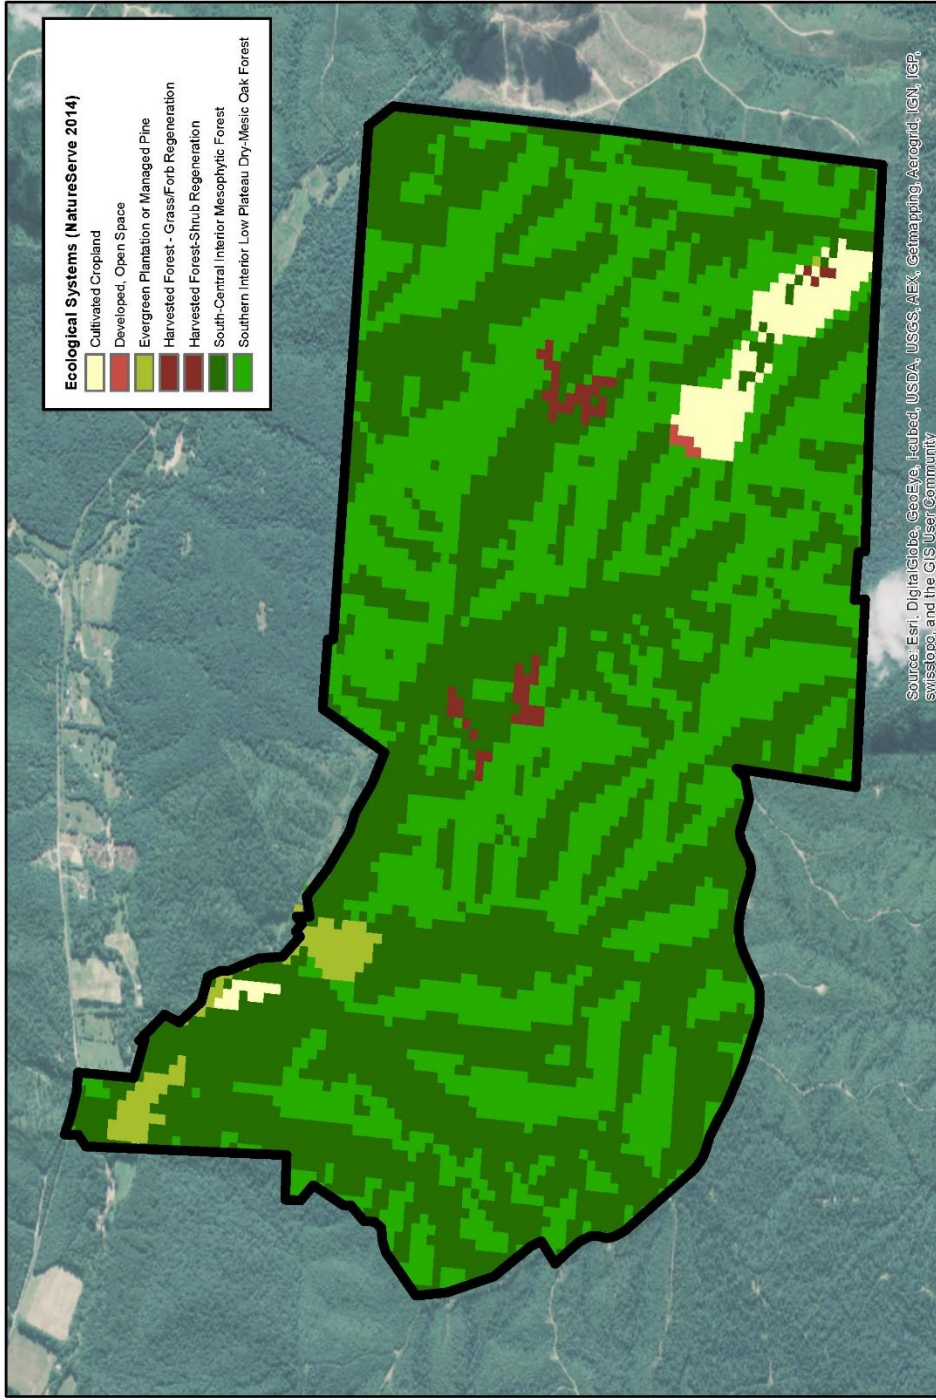 Ecological Systems (NatureServe 2014)
Cultivated Cropland
Developed, Open Space
Evergreen Plantation or Managed Pine
Harvested Forest - Grass/Forb Regeneration
Harvested Forest-Shrub Regeneration
South-Central Interior Mesophytic Forest
Southern Interior Low Plateau Dry-Mesic Oak Forest
Source: Esri, DigitalGlobe, GeoEye, i-cubed, USDA, USGS, AEX, Getmapping, Aerogrid, IGN, IGP,
swisstopo, and the GIS User Community